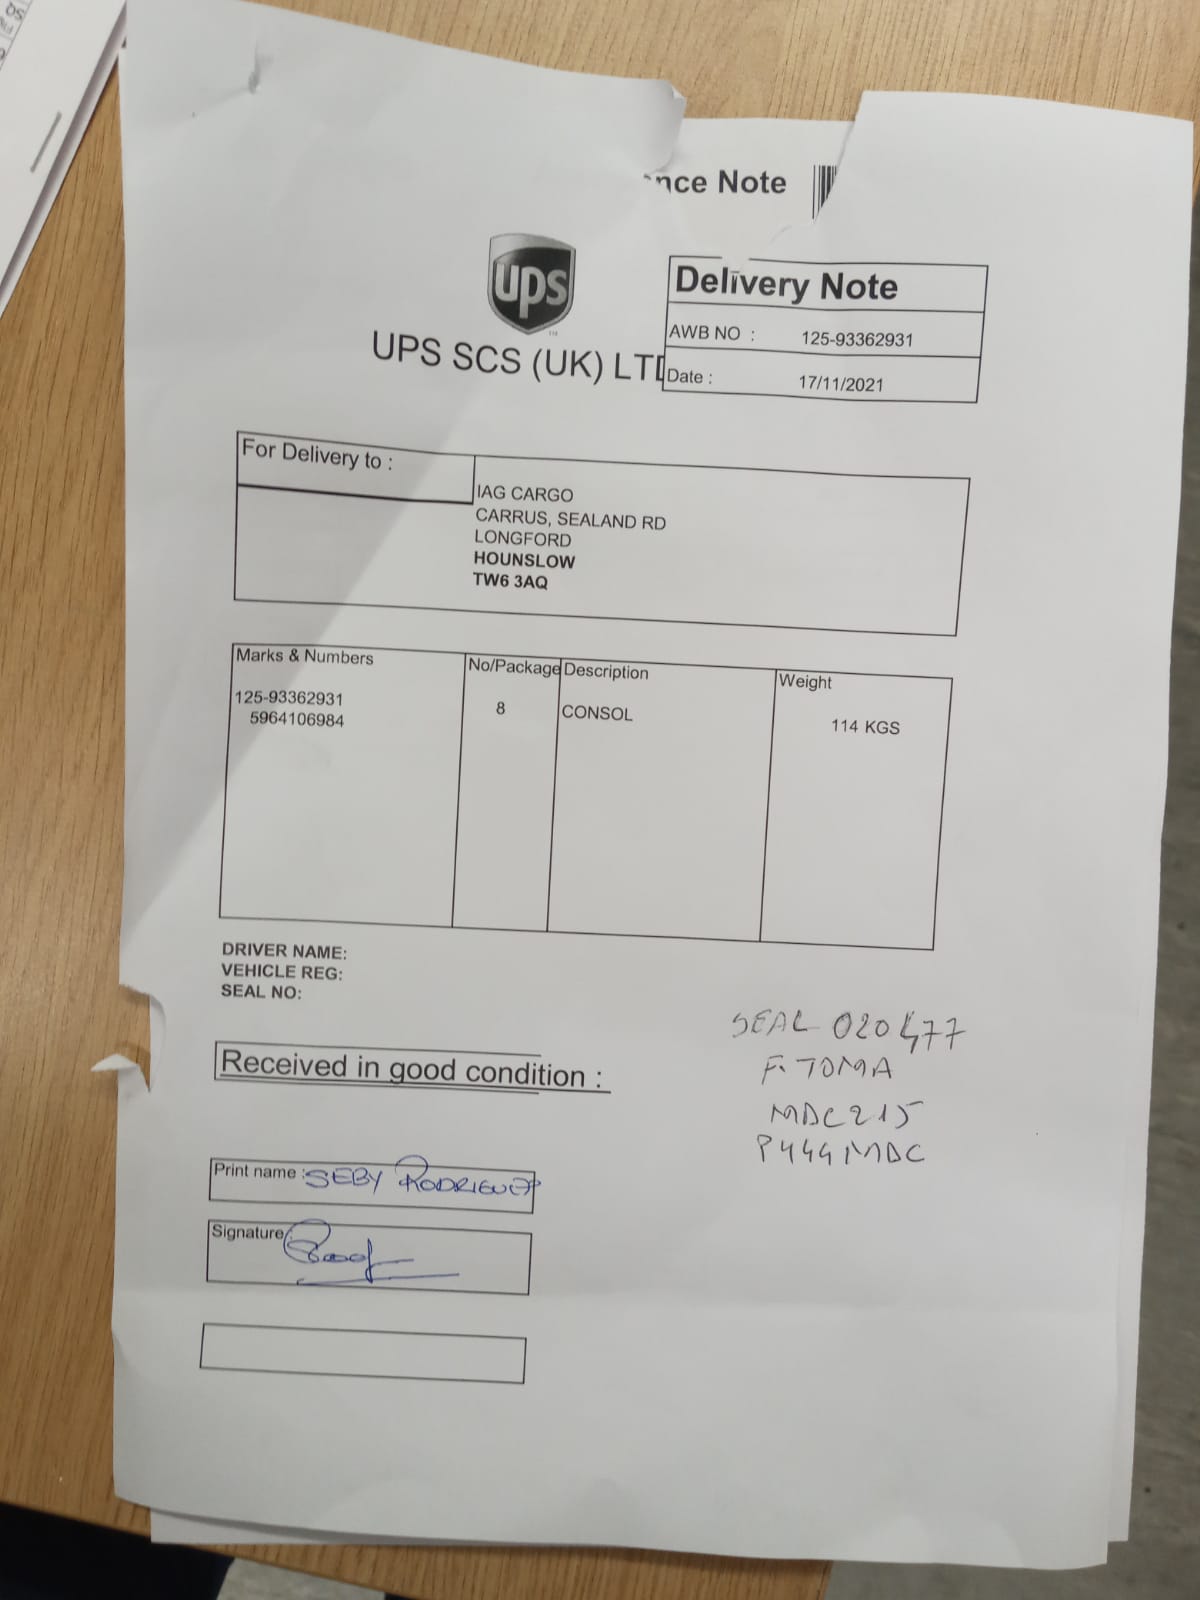 nce Note
ups
UPS SCS (UK) LTD
Delivery Note
AWB NO : 125-93362931
Date : 17/11/2021
For Delivery to :
IAG CARGO
CARRUS, SEALAND RD
LONGFORD
HOUNSLOW
TW6 3AQ
Marks & Numbers No/Package Description Weight
125-93362931 8 CONSOL 114 KGS
5964106984
DRIVER NAME:
VEHICLE REG:
SEAL NO:
SEAL 020477
F. TOMA
MDC215
P444MDC
Received in good condition :
Print name : SEBY RODRIGUEZ
Signature